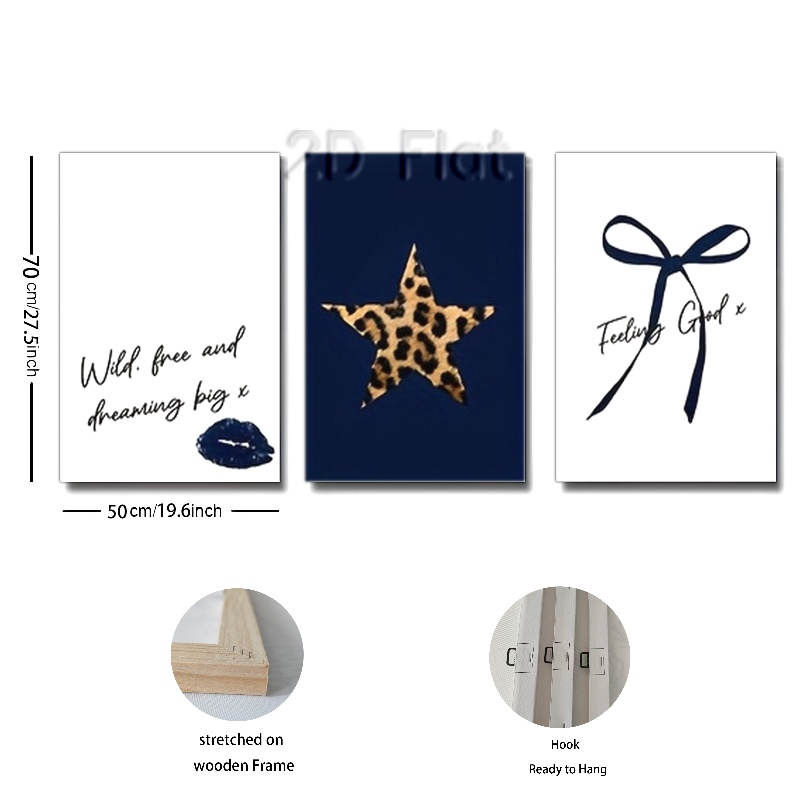 2D Flat
70cm/27.5inch
Wild. free and
dreaming big x
Feeling Good x
50cm/19.6inch
stretched on
wooden Frame
Hook
Ready to Hang